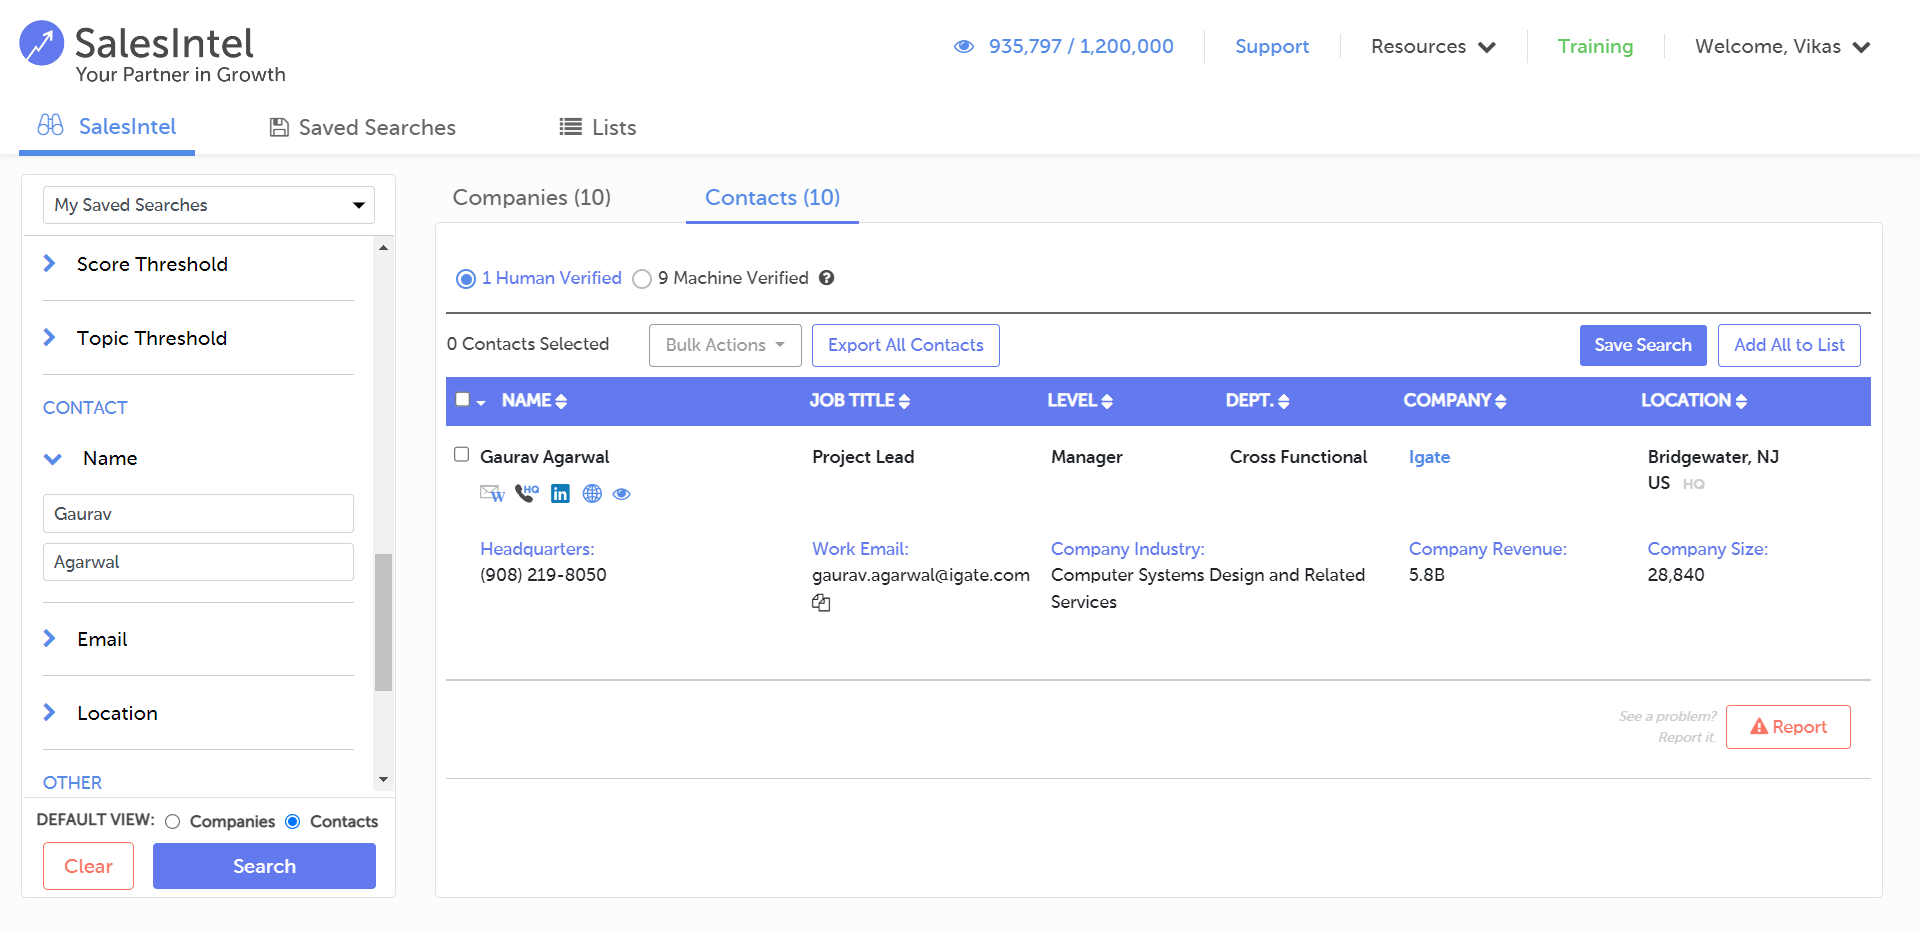 SalesIntel
Your Partner in Growth
935,797 / 1,200,000
Support
Resources
Training
Welcome, Vikas
SalesIntel
Saved Searches
Lists
My Saved Searches
Score Threshold
Topic Threshold
CONTACT
Name
Gaurav
Agarwal
Email
Location
OTHER
DEFAULT VIEW: Companies Contacts
Clear
Search
Companies (10)
Contacts (10)
1 Human Verified 9 Machine Verified ?
0 Contacts Selected
Bulk Actions
Export All Contacts
Save Search
Add All to List
NAME JOB TITLE LEVEL DEPT. COMPANY LOCATION
Gaurav Agarwal Project Lead Manager Cross Functional Igate Bridgewater, NJ
US HQ
W HQ in
Headquarters: Work Email: Company Industry: Company Revenue: Company Size:
(908) 219-8050 gaurav.agarwal@igate.com Computer Systems Design and Related 5.8B 28,840
Services
See a problem?
Report it.
Report